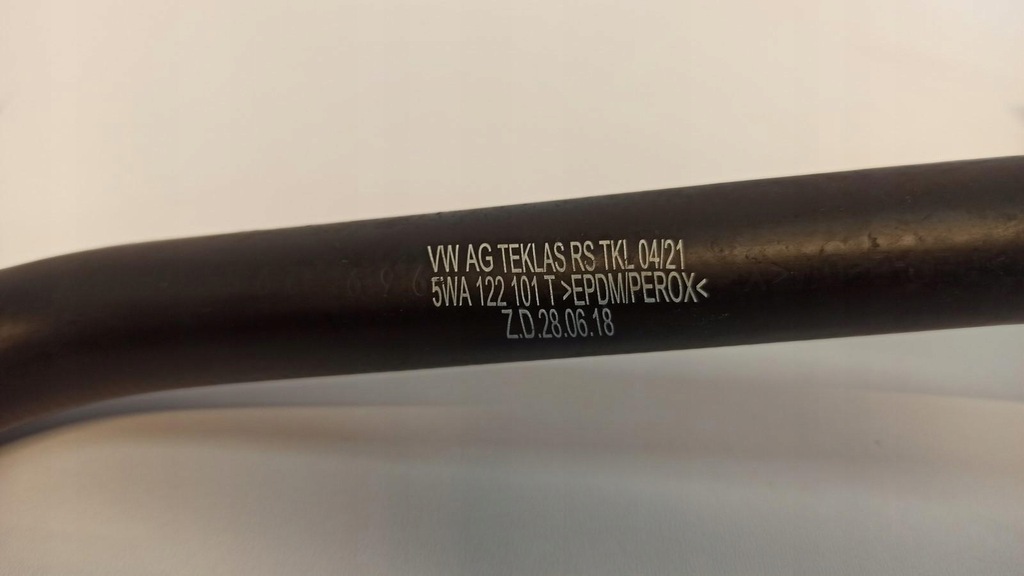 VW AG TEKLAS RS TKL 04/21
5WA 122 101 T >EPDM/PEROX<
Z.D.28.06.18